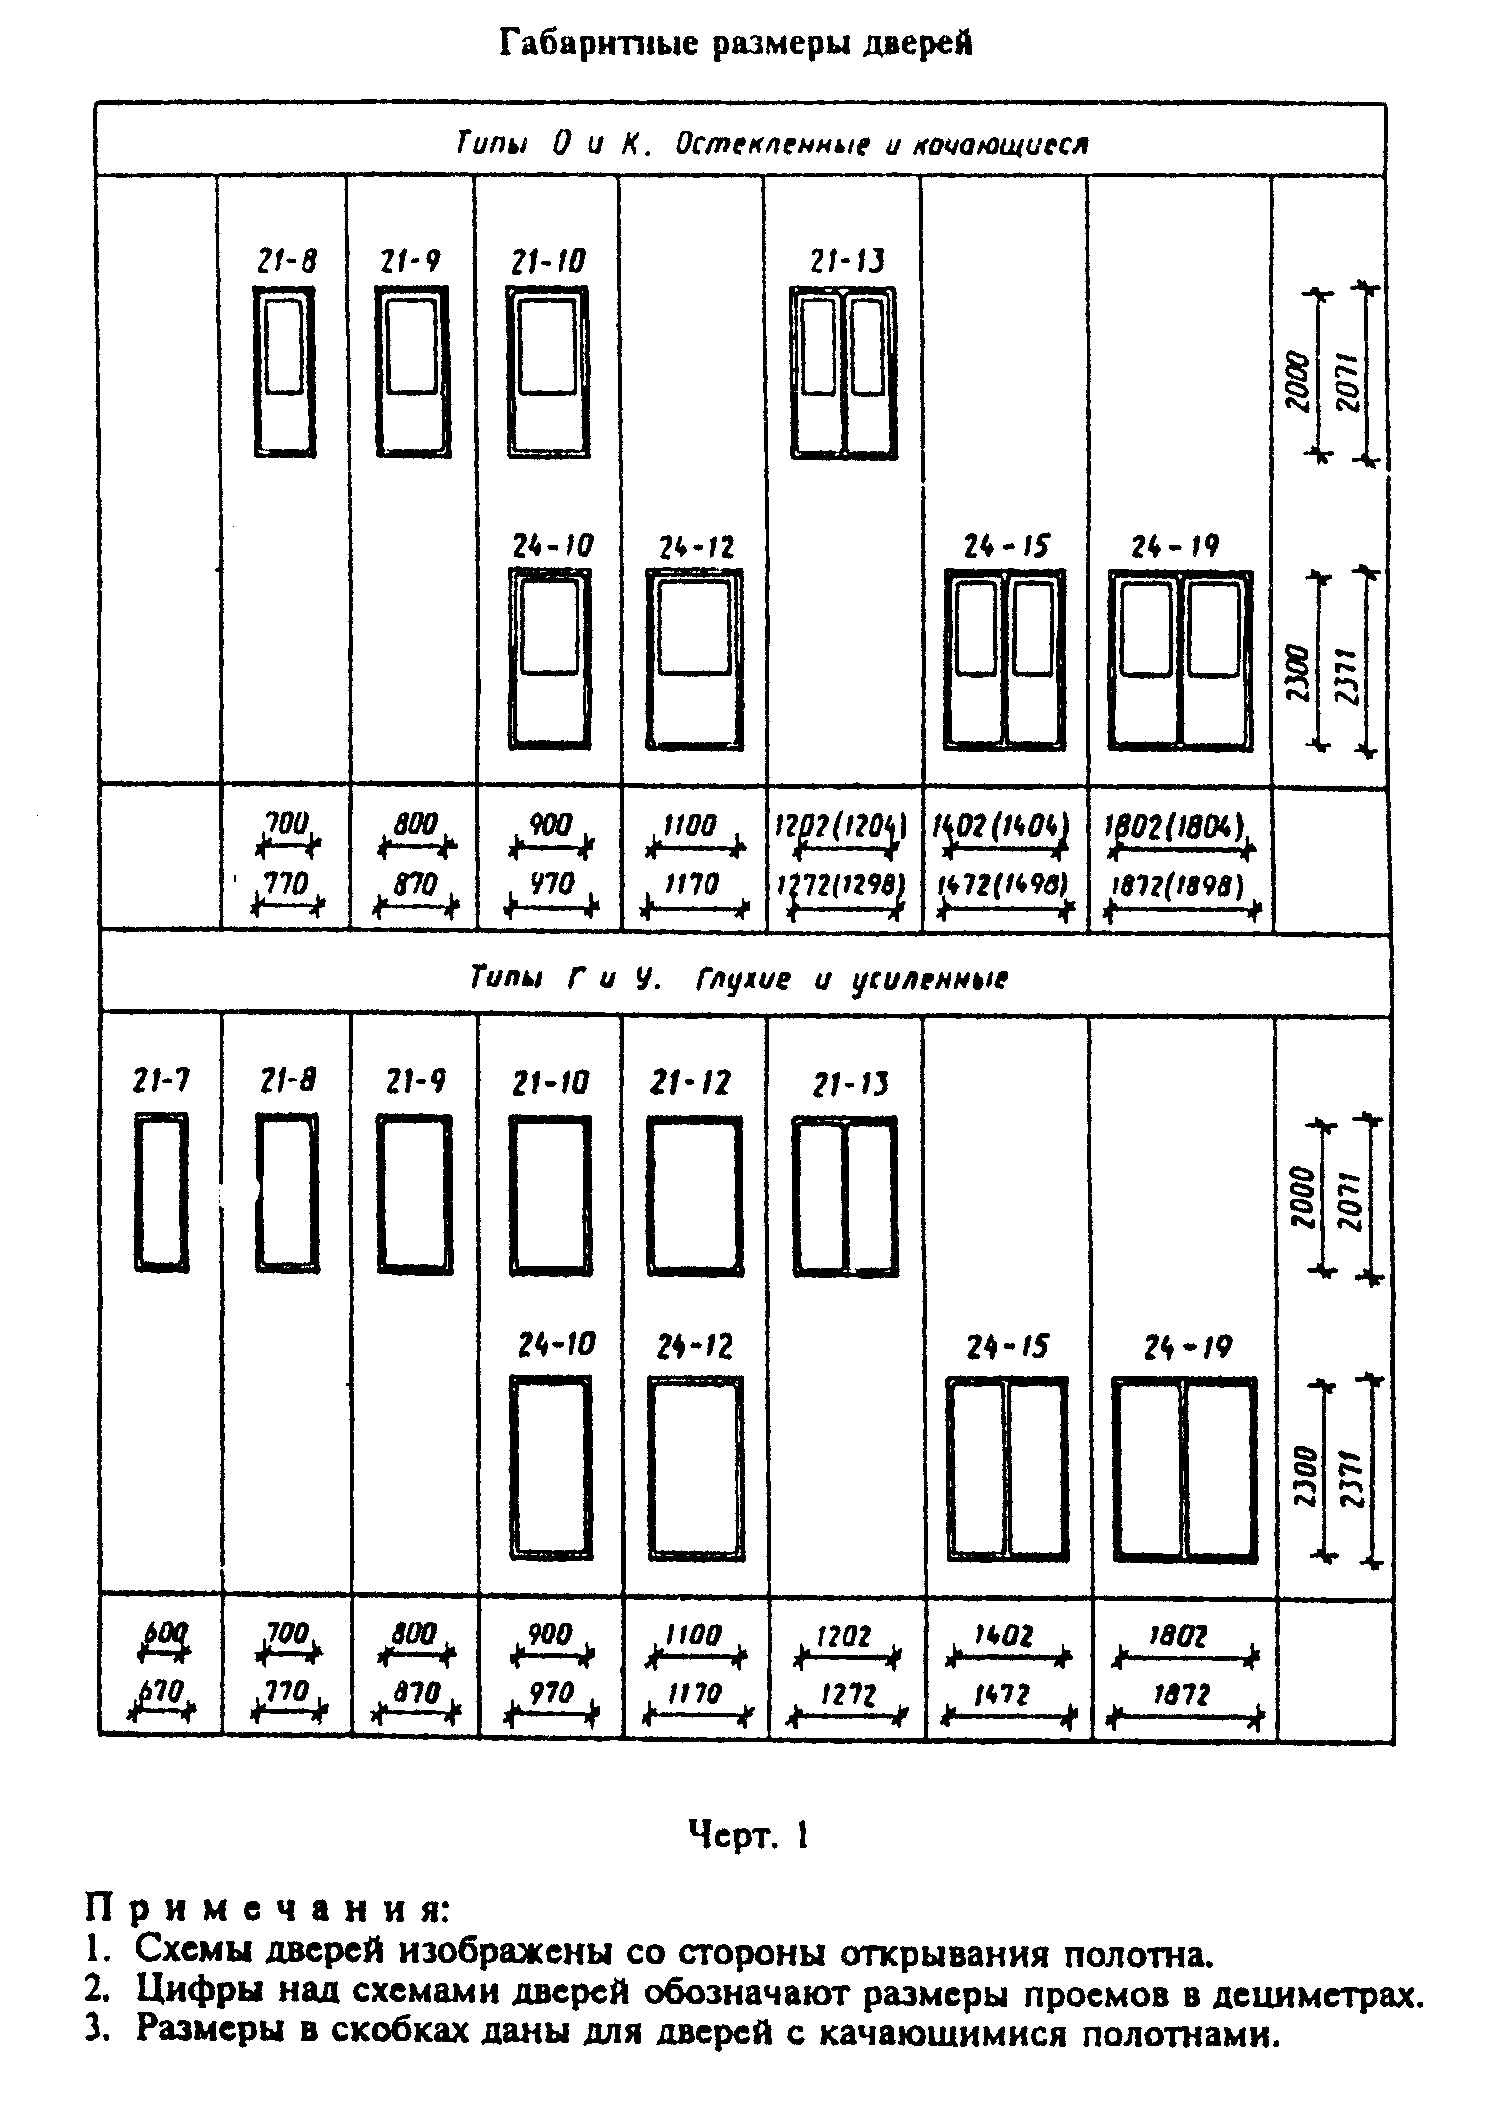 Габаритные размеры дверей
Типы О и К. Остекленные и качающиеся
21-8 21-9 21-10 21-13
2000 2071
24-10 24-12 24-15 24-19
2300 2371
700 800 900 1100 1202(1204) 1402(1404) 1802(1804)
770 870 970 1170 1272(1298) 1472(1498) 1872(1898)
Типы Г и У. Глухие и усиленные
21-7 21-8 21-9 21-10 21-12 21-13
2000 2071
24-10 24-12 24-15 24-19
2300 2371
600 700 800 900 1100 1202 1402 1802
670 770 870 970 1170 1272 1472 1872
Черт. 1
Примечания:
1. Схемы дверей изображены со стороны открывания полотна.
2. Цифры над схемами дверей обозначают размеры проемов в дециметрах.
3. Размеры в скобках даны для дверей с качающимися полотнами.